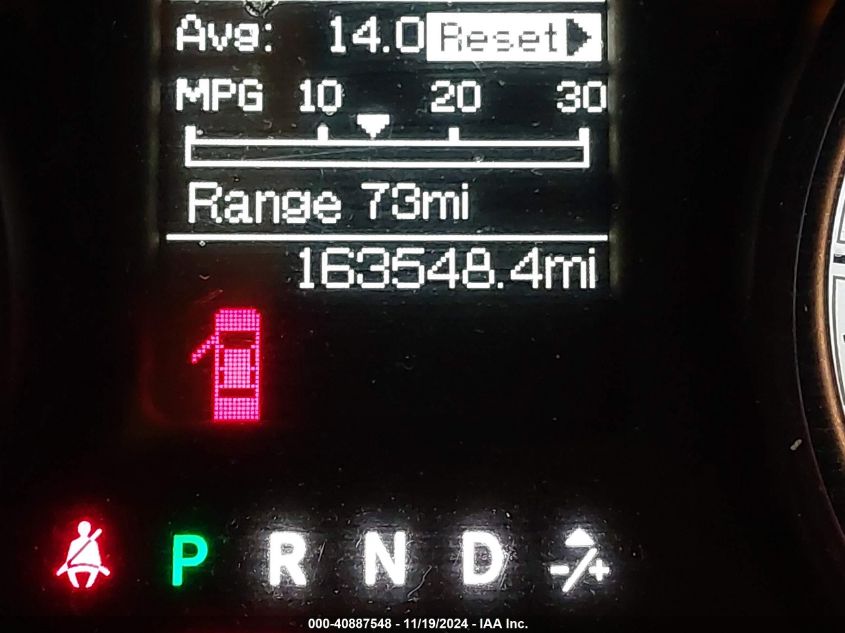 Avg: 14.0 Reset
MPG 10 20 30
Range 73mi
163548.4mi
P R N D -/+
000-40887548 - 11/19/2024 - IAA Inc.